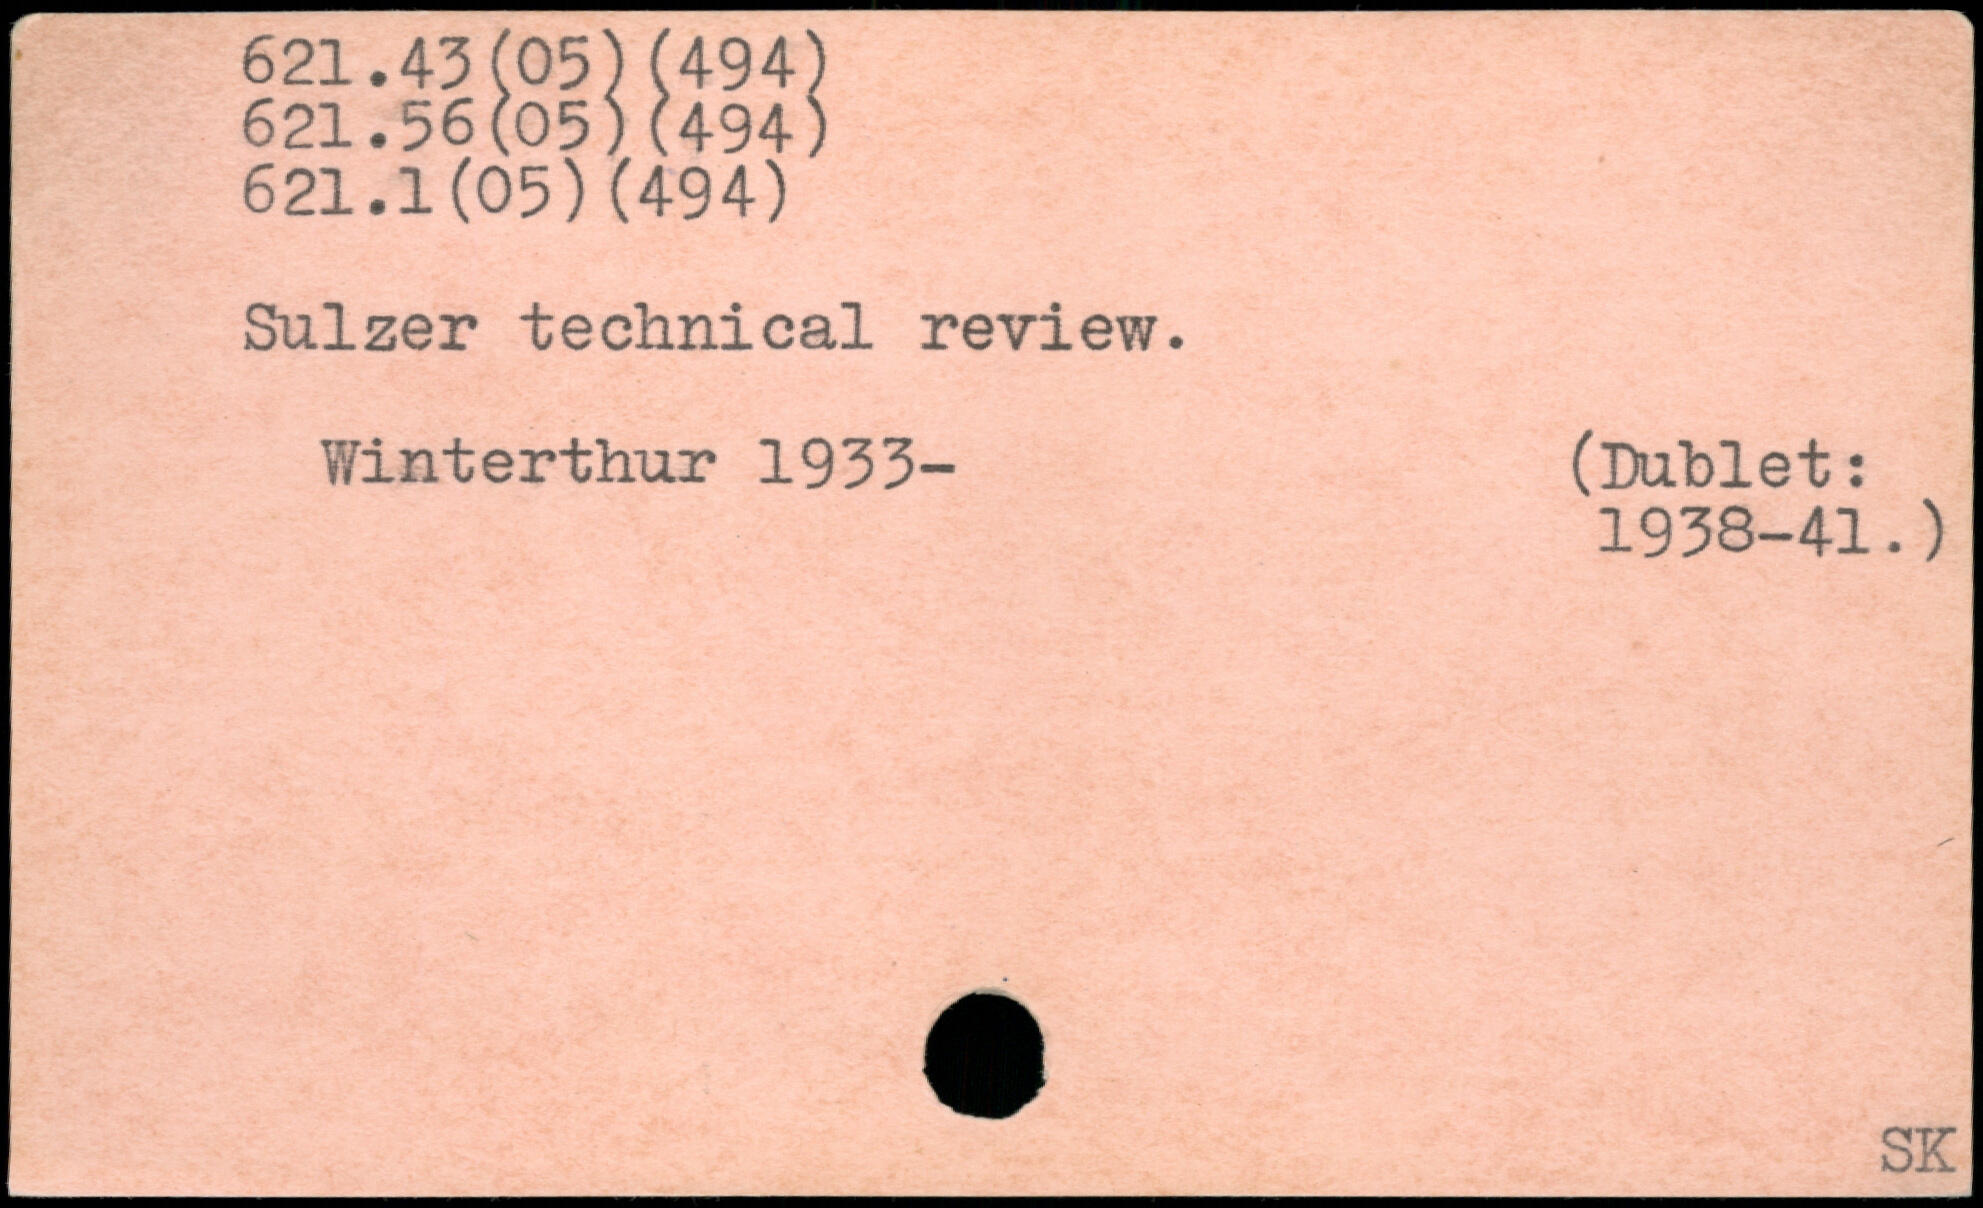 621.43(05)(494)
621.56(05)(494)
621.1(05)(494)
Sulzer technical review.
Winterthur 1933-
(Dublet:
1938-41.)
SK